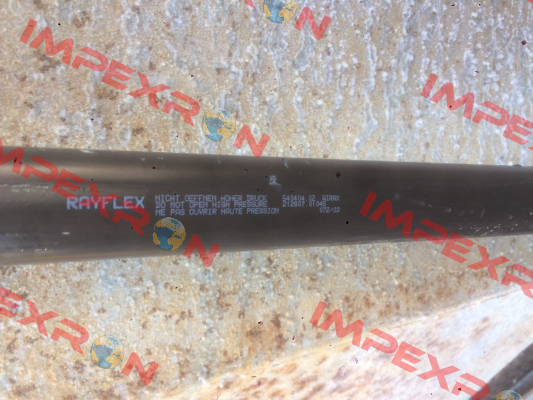 RAYFLEX
NICHT OEFFNEN HOHER DRUCK
DO NOT OPEN HIGH PRESSURE
NE PAS OUVRIR HAUTE PRESSION
IMPEXRON
IMPEXRON
IMPEXRON
IMPEXRON
IMPEXRON
IMPEXRON